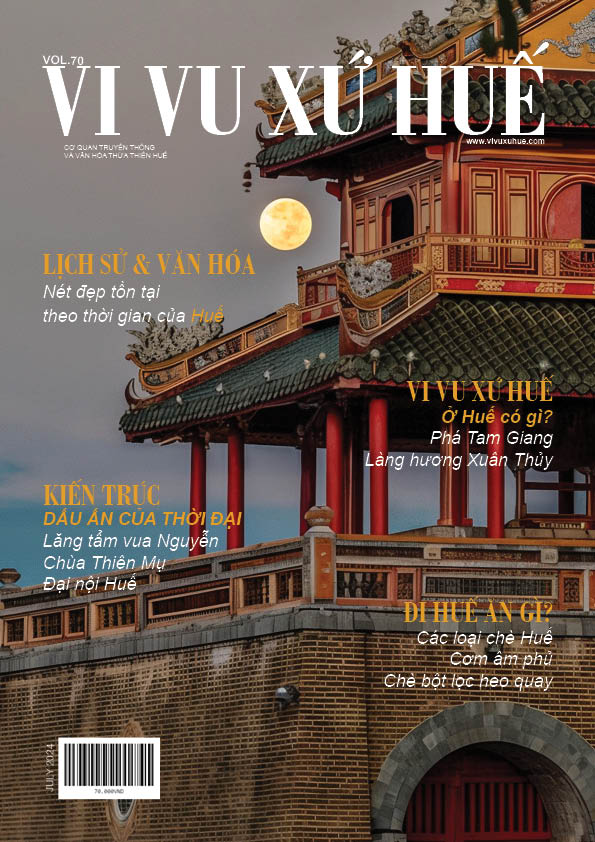 VOL.70
VI VU XỨ HUẾ
CƠ QUAN TRUYỀN THÔNG
VÀ VĂN HÓA THỪA THIÊN HUẾ
www.vivuxuhue.com
LỊCH SỬ & VĂN HÓA
Nét đẹp tồn tại
theo thời gian của Huế
VI VU XỨ HUẾ
Ở Huế có gì?
Phá Tam Giang
Làng hương Xuân Thủy
KIẾN TRÚC
DẤU ẤN CỦA THỜI ĐẠI
Lăng tẩm vua Nguyễn
Chùa Thiên Mụ
Đại nội Huế
ĐI HUẾ ĂN GÌ?
Các loại chè Huế
Cơm âm phủ
Chè bột lọc heo quay
JULY 2024
70.000VND